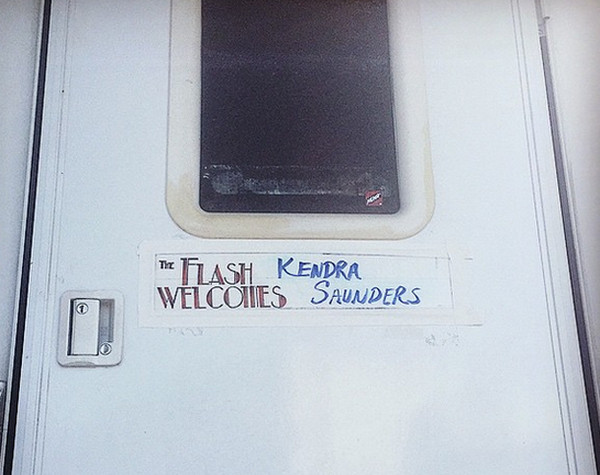 THE FLASH KENDRA
WELCOMES SAUNDERS